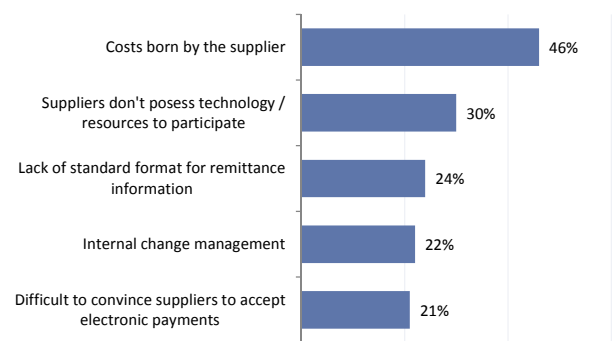 Costs born by the supplier
46%
Suppliers don't posess technology /
resources to participate
30%
Lack of standard format for remittance
information
24%
Internal change management
22%
Difficult to convince suppliers to accept
electronic payments
21%